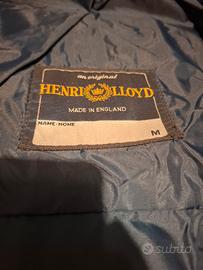 an original
HENRI LLOYD
MADE IN ENGLAND
NAME·NOME
M
subito